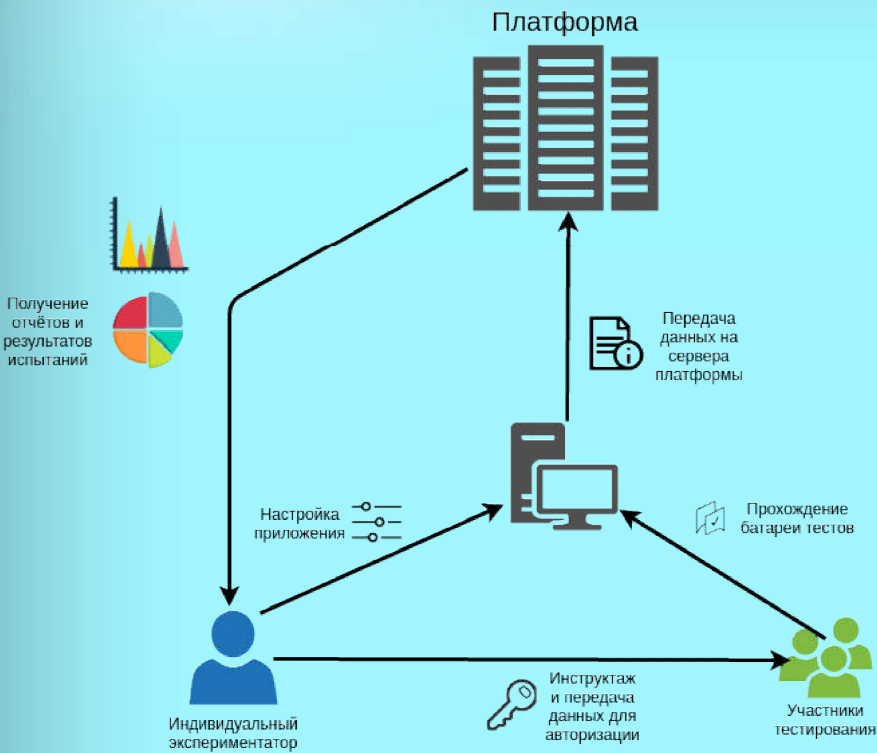 Платформа
Получение
отчётов и
результатов
испытаний
Передача
данных на
сервера
платформы
Настройка
приложения
Прохождение
батареи тестов
Инструктаж
и передача
данных для
авторизации
Индивидуальный
экспериментатор
Участники
тестирования